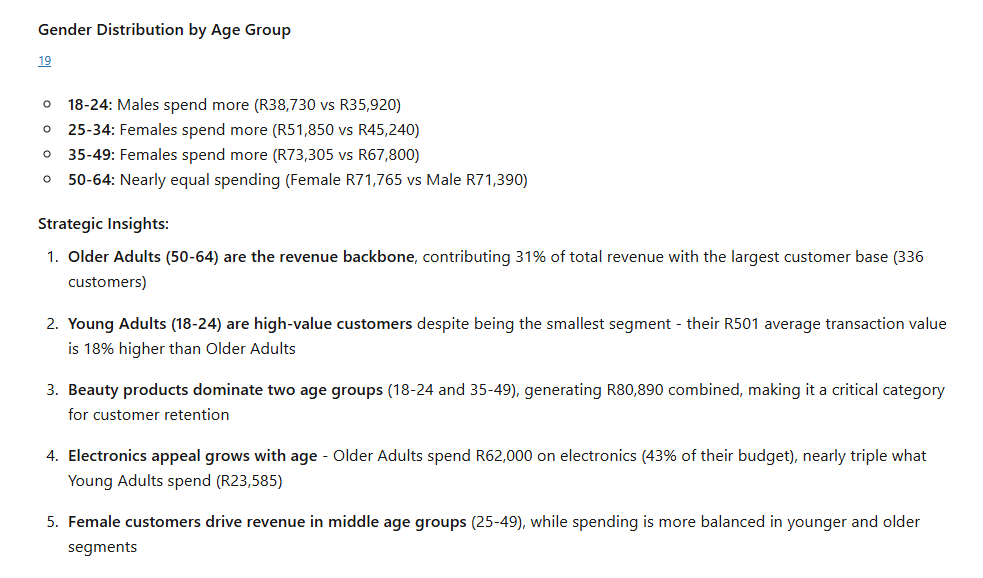 Gender Distribution by Age Group
19
18-24: Males spend more (R38,730 vs R35,920)
25-34: Females spend more (R51,850 vs R45,240)
35-49: Females spend more (R73,305 vs R67,800)
50-64: Nearly equal spending (Female R71,765 vs Male R71,390)
Strategic Insights:
1. Older Adults (50-64) are the revenue backbone, contributing 31% of total revenue with the largest customer base (336
customers)
2. Young Adults (18-24) are high-value customers despite being the smallest segment - their R501 average transaction value
is 18% higher than Older Adults
3. Beauty products dominate two age groups (18-24 and 35-49), generating R80,890 combined, making it a critical category
for customer retention
4. Electronics appeal grows with age - Older Adults spend R62,000 on electronics (43% of their budget), nearly triple what
Young Adults spend (R23,585)
5. Female customers drive revenue in middle age groups (25-49), while spending is more balanced in younger and older
segments